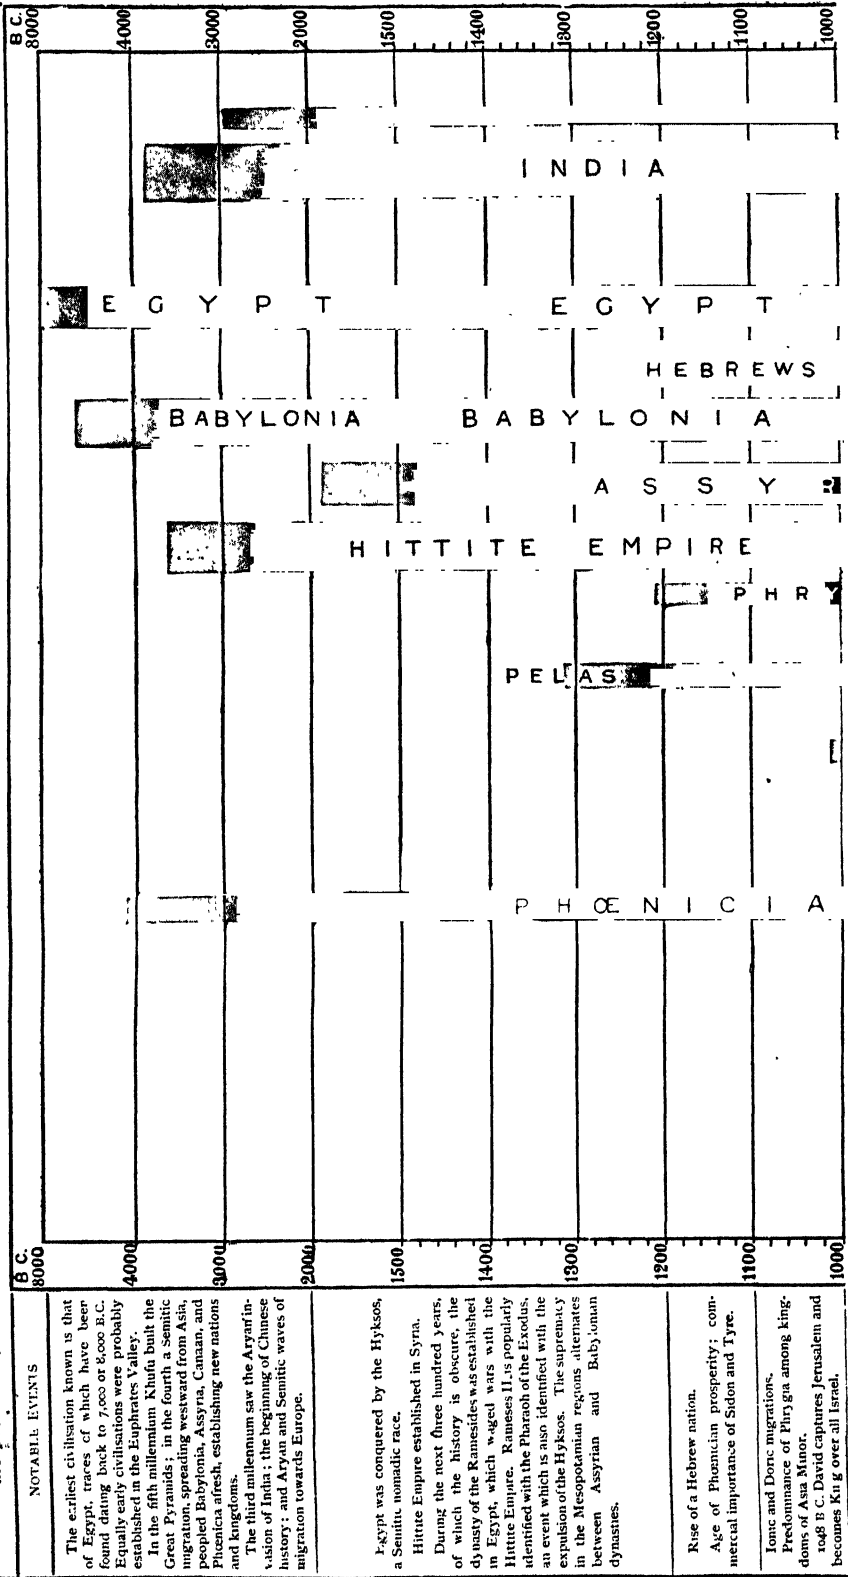 B C.
8000
4000
3000
2000
1500
1400
1800
1200
1100
1000
INDIA
EGYPT EGYPT
HEBREWS
BABYLONIA BABYLONIA
ASSYR
HITTITE EMPIRE
PHRY
PELAS
PHŒNICIA
B C.
8000
4000
3000
2000
1500
1400
1300
1200
1100
1000
NOTABLE EVENTS
The earliest civilisation known is that
of Egypt, traces of which have been
found dating back to 7,000 or 8,000 B.C.
Equally early civilisations were probably
established in the Euphrates Valley.
In the fifth millennium Khufu built the
Great Pyramids; in the fourth a Semitic
migration, spreading westward from Asia,
peopled Babylonia, Assyria, Canaan, and
Phœnicia afresh, establishing new nations
and kingdoms.
The third millennium saw the Aryan in-
vasion of India; the beginning of Chinese
history; and Aryan and Semitic waves of
migration towards Europe.
Egypt was conquered by the Hyksos,
a Semitic nomadic race.
Hittite Empire established in Syria.
During the next three hundred years,
of which the history is obscure, the
dynasty of the Ramesides was established
in Egypt, which waged wars with the
Hittite Empire. Rameses II. is popularly
identified with the Pharaoh of the Exodus,
an event which is also identified with the
expulsion of the Hyksos. The supremacy
in the Mesopotamian regions alternates
between Assyrian and Babylonian
dynasties.
Rise of a Hebrew nation.
Age of Phœnician prosperity; com-
mercial importance of Sidon and Tyre.
Ionic and Doric migrations.
Predominance of Phrygia among king-
doms of Asia Minor.
1048 B C. David captures Jerusalem and
becomes King over all Israel.